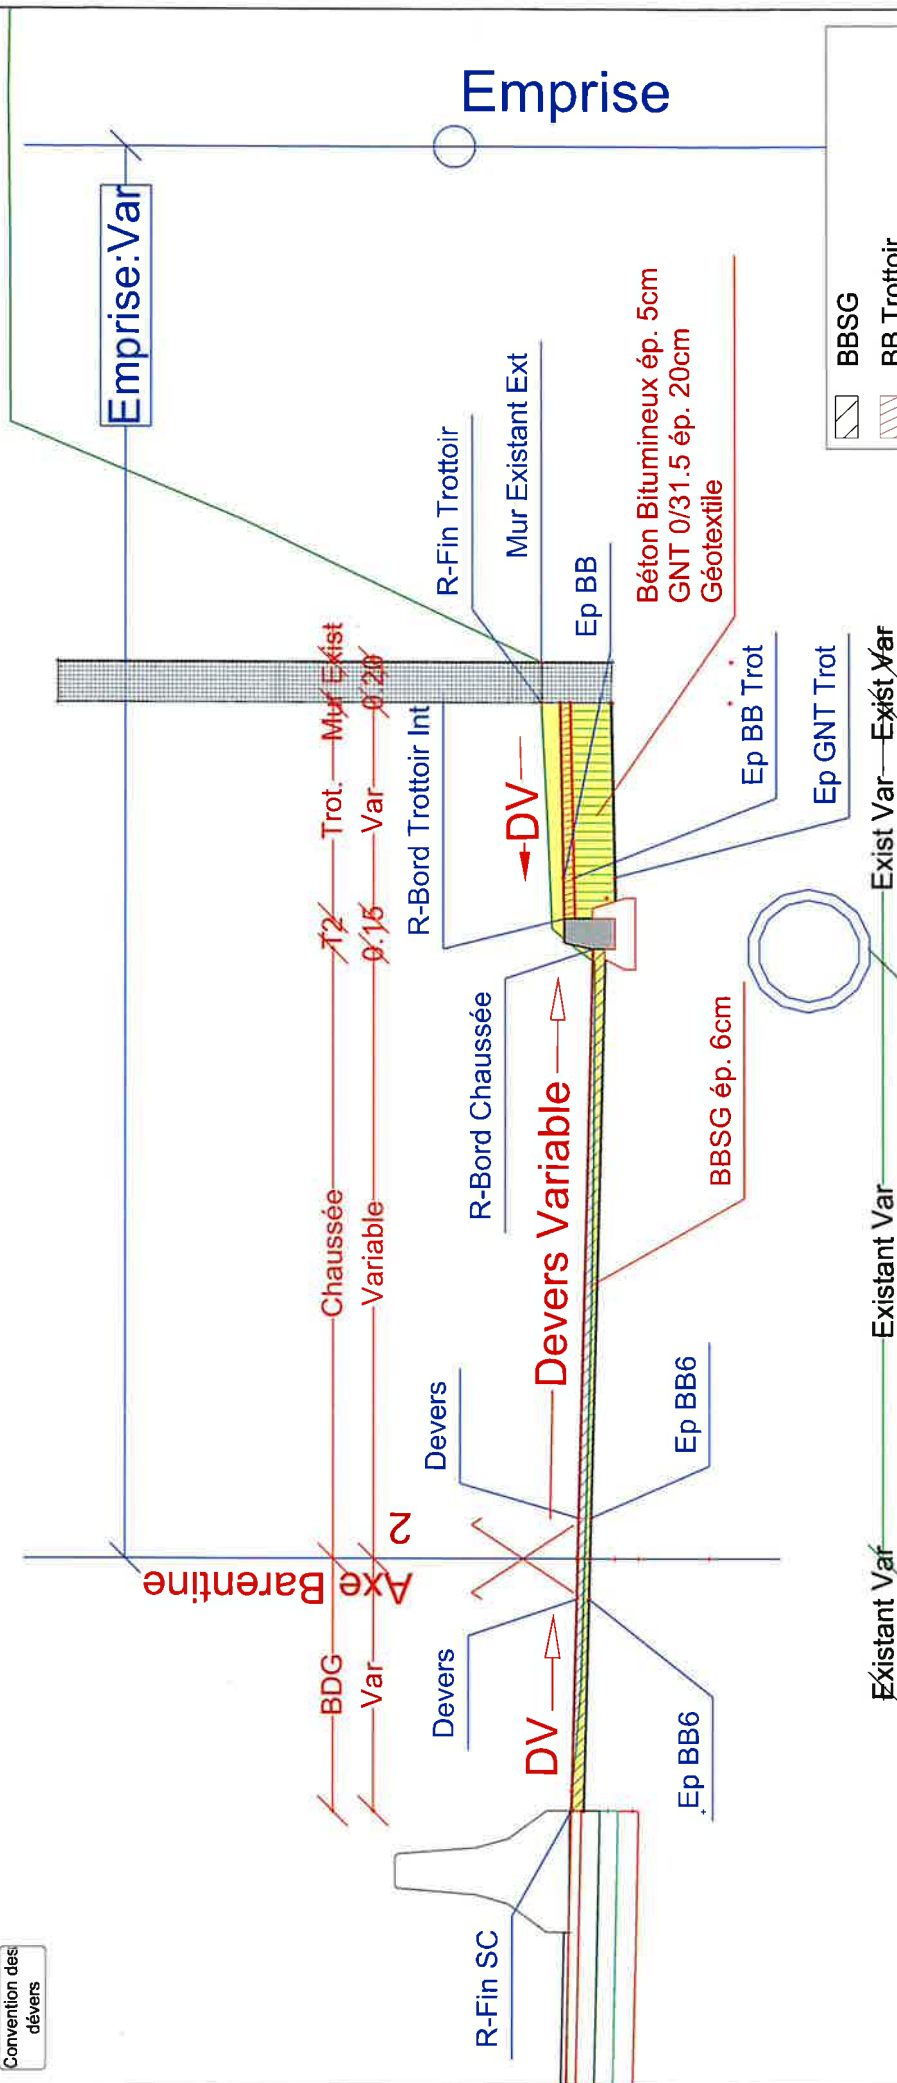 Convention des
dévers
Emprise
Emprise:Var
BDG
Chaussée
T2
Trot.
Mur Exist
Var
Variable
0.15
Var
0.20
Axe 2
Barentine
R-Fin SC
Devers
DV
Devers
Devers Variable
R-Bord Chaussée
R-Bord Trottoir Int
DV
R-Fin Trottoir
Mur Existant Ext
Ep BB
Béton Bitumineux ép. 5cm
GNT 0/31.5 ép. 20cm
Géotextile
Ep BB6
Ep BB6
BBSG ép. 6cm
Ep BB Trot
Ep GNT Trot
Existant Var
Existant Var
Exist Var
Exist Var
BBSG
BB Trottoir